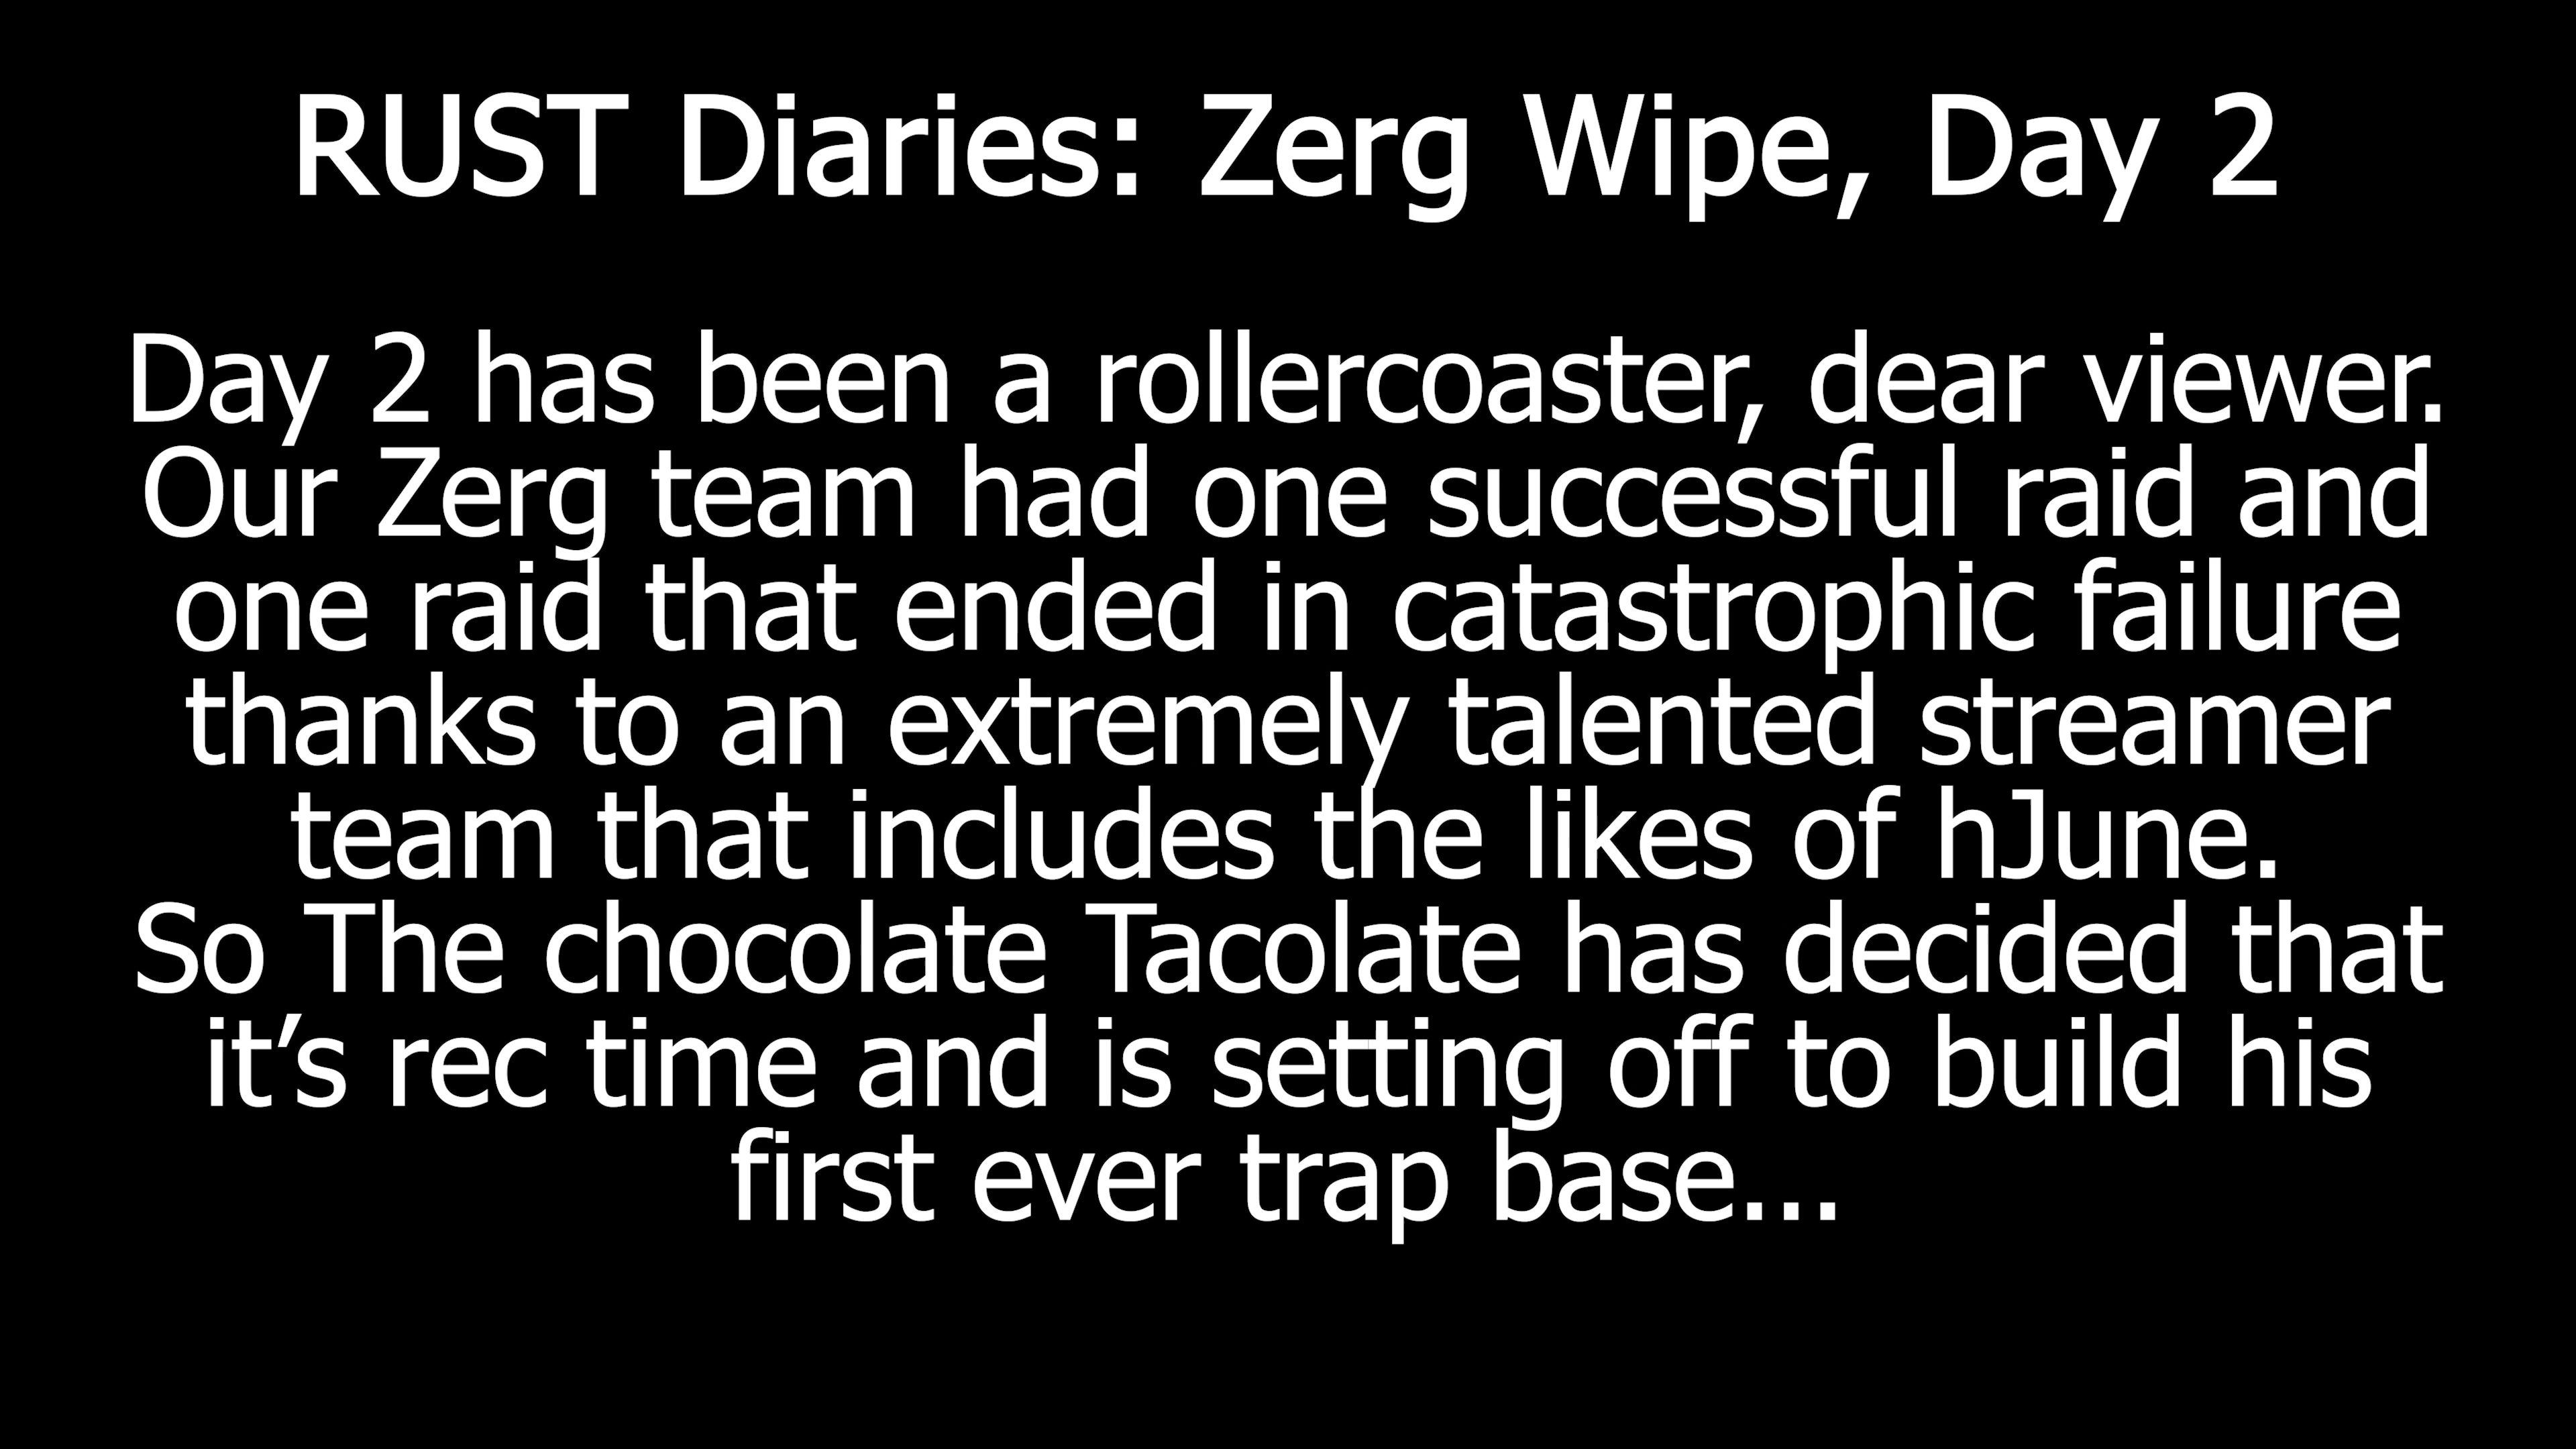 RUST Diaries: Zerg Wipe, Day 2
Day 2 has been a rollercoaster, dear viewer.
Our Zerg team had one successful raid and
one raid that ended in catastrophic failure
thanks to an extremely talented streamer
team that includes the likes of hJune.
So The chocolate Tacolate has decided that
it’s rec time and is setting off to build his
first ever trap base...